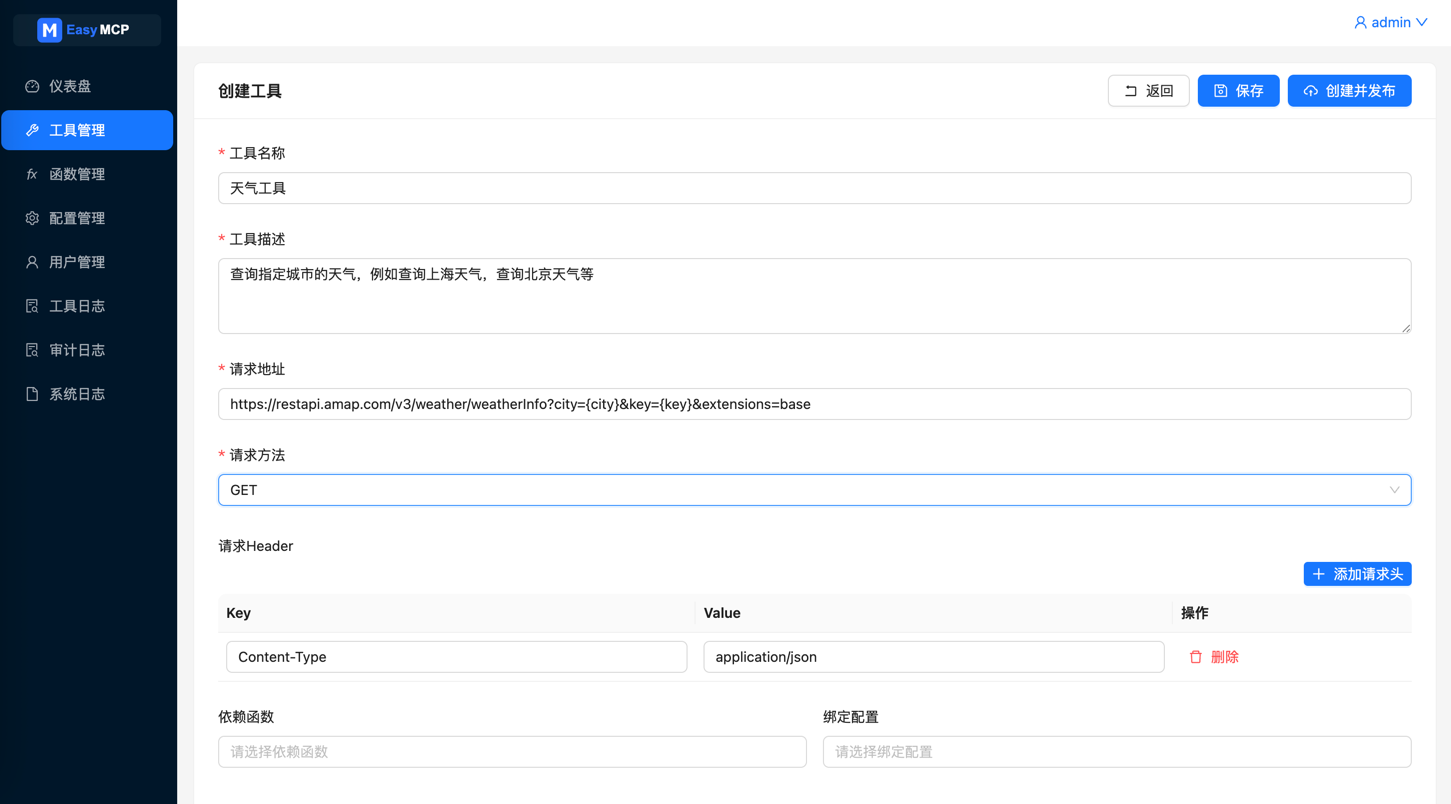 M Easy MCP
admin
仪表盘
工具管理
fx 函数管理
配置管理
用户管理
工具日志
审计日志
系统日志
创建工具
返回
保存
创建并发布
* 工具名称
天气工具
* 工具描述
查询指定城市的天气，例如查询上海天气，查询北京天气等
* 请求地址
https://restapi.amap.com/v3/weather/weatherInfo?city={city}&key={key}&extensions=base
* 请求方法
GET
请求Header
+ 添加请求头
Key Value 操作
Content-Type application/json 删除
依赖函数 绑定配置
请选择依赖函数 请选择绑定配置